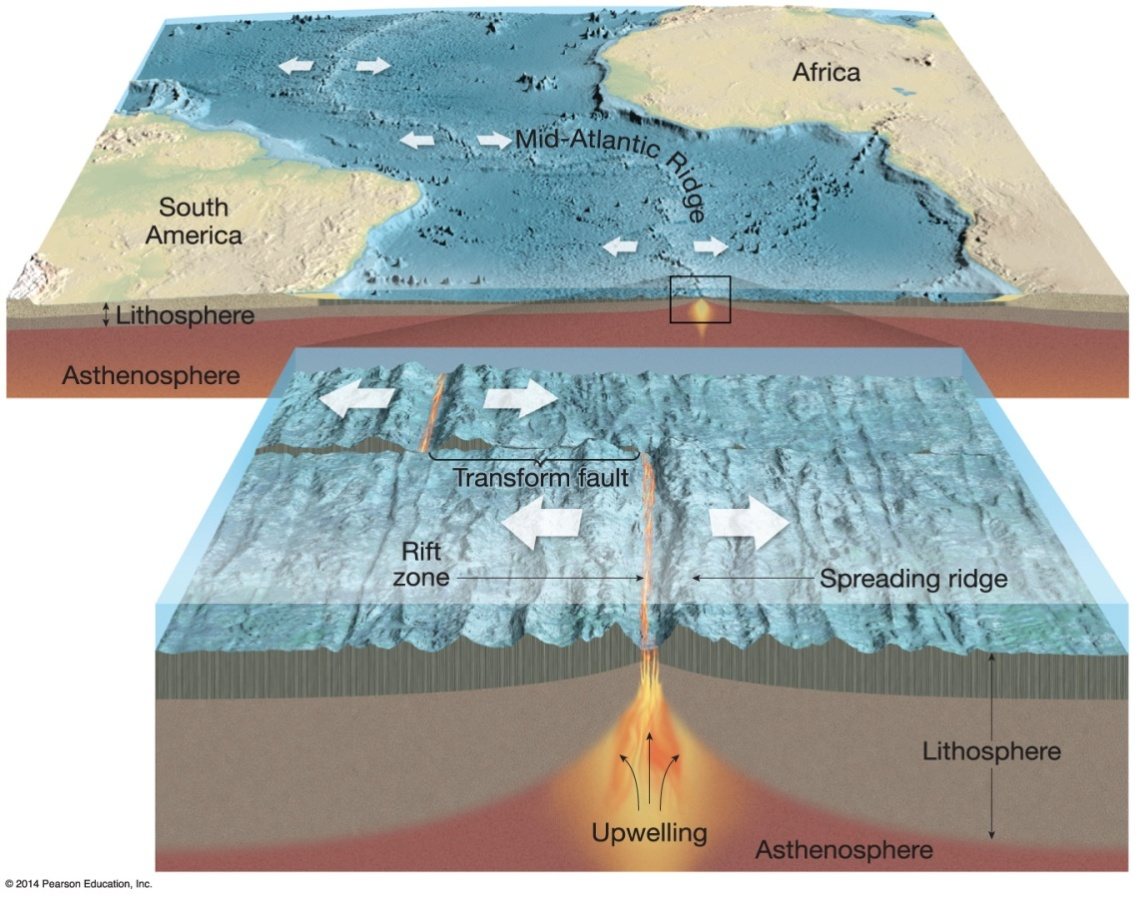 Africa
Mid-Atlantic Ridge
South
America
Lithosphere
Asthenosphere
Transform fault
Rift
zone
Spreading ridge
Lithosphere
Upwelling
Asthenosphere
© 2014 Pearson Education, Inc.